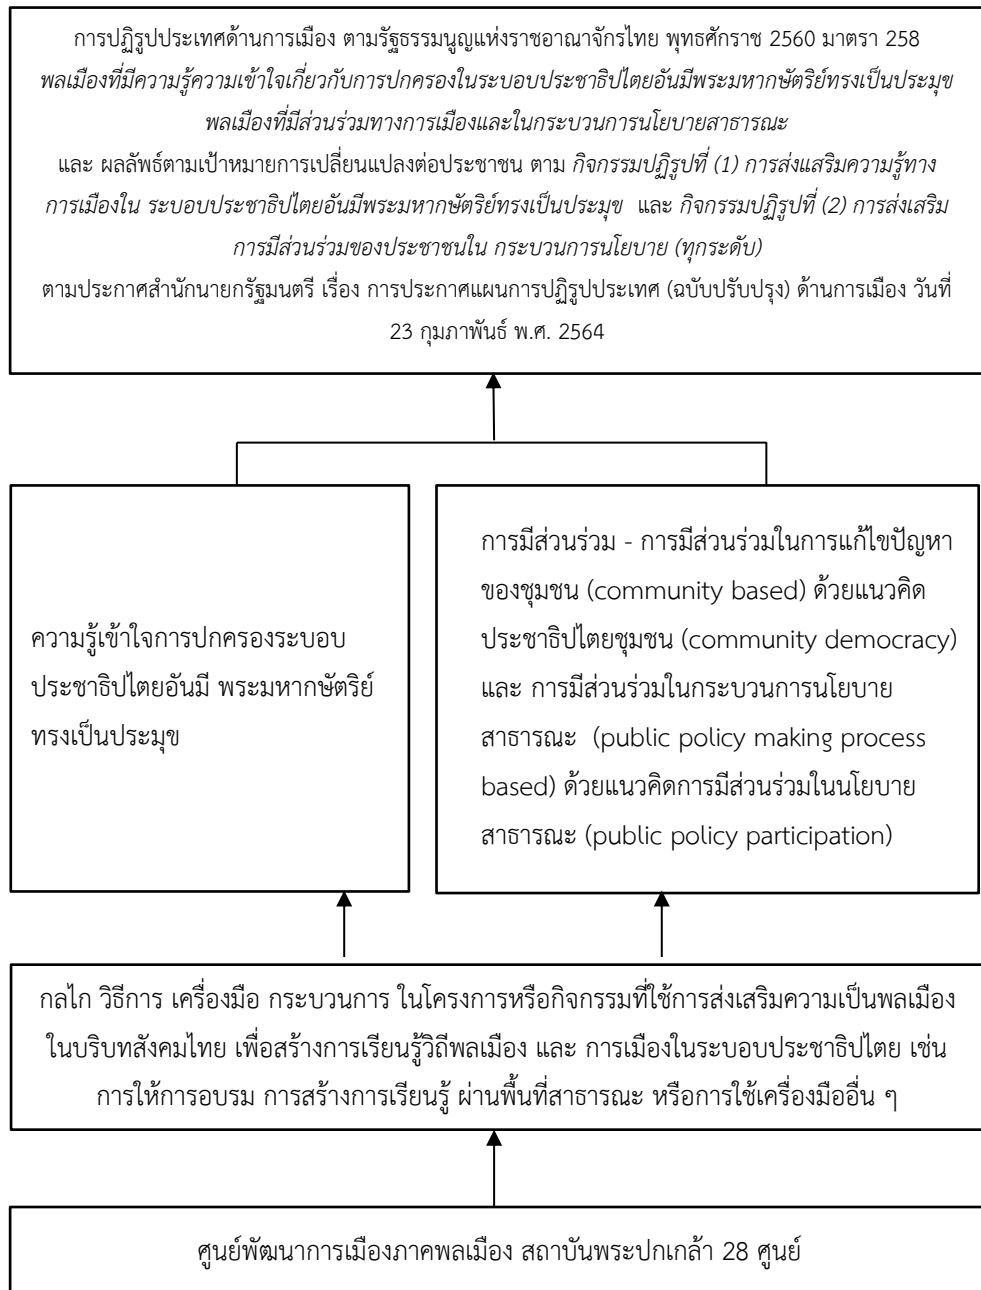 การปฏิรูปประเทศด้านการเมือง ตามรัฐธรรมนูญแห่งราชอาณาจักรไทย พุทธศักราช 2560 มาตรา 258
พลเมืองที่มีความรู้ความเข้าใจเกี่ยวกับการปกครองในระบอบประชาธิปไตยอันมีพระมหากษัตริย์ทรงเป็นประมุข
พลเมืองที่มีส่วนร่วมทางการเมืองและในกระบวนการนโยบายสาธารณะ
และ ผลลัพธ์ตามเป้าหมายการเปลี่ยนแปลงต่อประชาชน ตาม กิจกรรมปฏิรูปที่ (1) การส่งเสริมความรู้ทาง
การเมืองใน ระบอบประชาธิปไตยอันมีพระมหากษัตริย์ทรงเป็นประมุข และ กิจกรรมปฏิรูปที่ (2) การส่งเสริม
การมีส่วนร่วมของประชาชนใน กระบวนการนโยบาย (ทุกระดับ)
ตามประกาศสำนักนายกรัฐมนตรี เรื่อง การประกาศแผนการปฏิรูปประเทศ (ฉบับปรับปรุง) ด้านการเมือง วันที่
23 กุมภาพันธ์ พ.ศ. 2564
ความรู้เข้าใจการปกครองระบอบ
ประชาธิปไตยอันมี พระมหากษัตริย์
ทรงเป็นประมุข
การมีส่วนร่วม - การมีส่วนร่วมในการแก้ไขปัญหา
ของชุมชน (community based) ด้วยแนวคิด
ประชาธิปไตยชุมชน (community democracy)
และ การมีส่วนร่วมในกระบวนการนโยบาย
สาธารณะ (public policy making process
based) ด้วยแนวคิดการมีส่วนร่วมในนโยบาย
สาธารณะ (public policy participation)
กลไก วิธีการ เครื่องมือ กระบวนการ ในโครงการหรือกิจกรรมที่ใช้การส่งเสริมความเป็นพลเมือง
ในบริบทสังคมไทย เพื่อสร้างการเรียนรู้วิถีพลเมือง และ การเมืองในระบอบประชาธิปไตย เช่น
การให้การอบรม การสร้างการเรียนรู้ ผ่านพื้นที่สาธารณะ หรือการใช้เครื่องมืออื่น ๆ
ศูนย์พัฒนาการเมืองภาคพลเมือง สถาบันพระปกเกล้า 28 ศูนย์